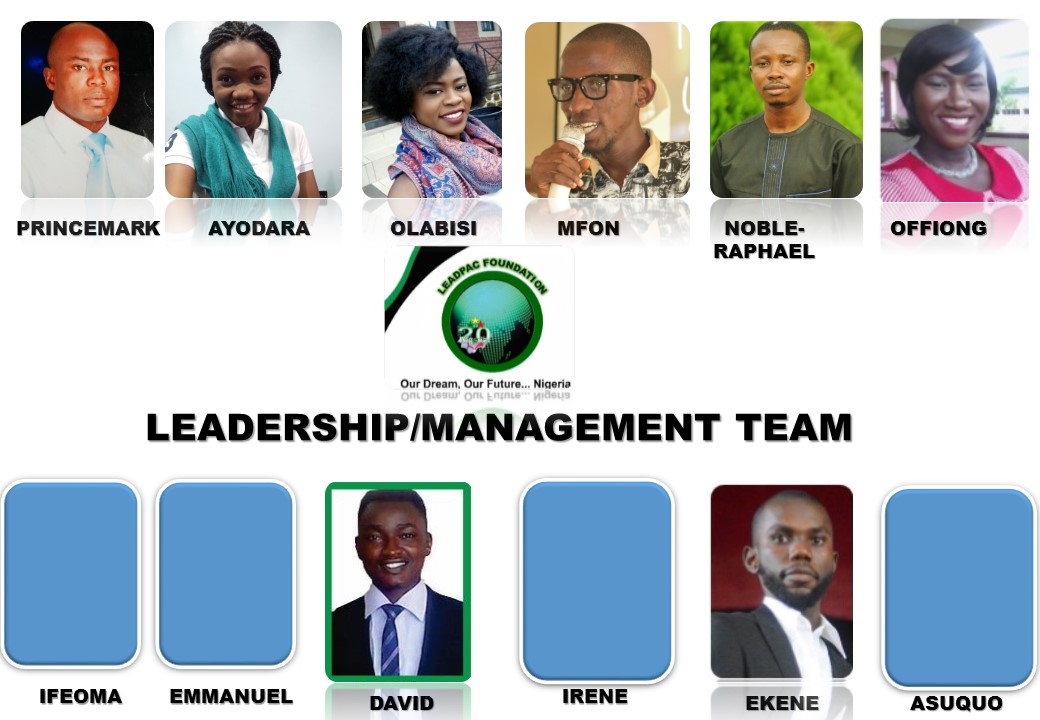 PRINCEMARK
AYODARA
OLABISI
MFON
NOBLE-
RAPHAEL
OFFIONG
LEADPAC FOUNDATION
20
Our Dream, Our Future... Nigeria
LEADERSHIP/MANAGEMENT TEAM
IFEOMA
EMMANUEL
DAVID
IRENE
EKENE
ASUQUO